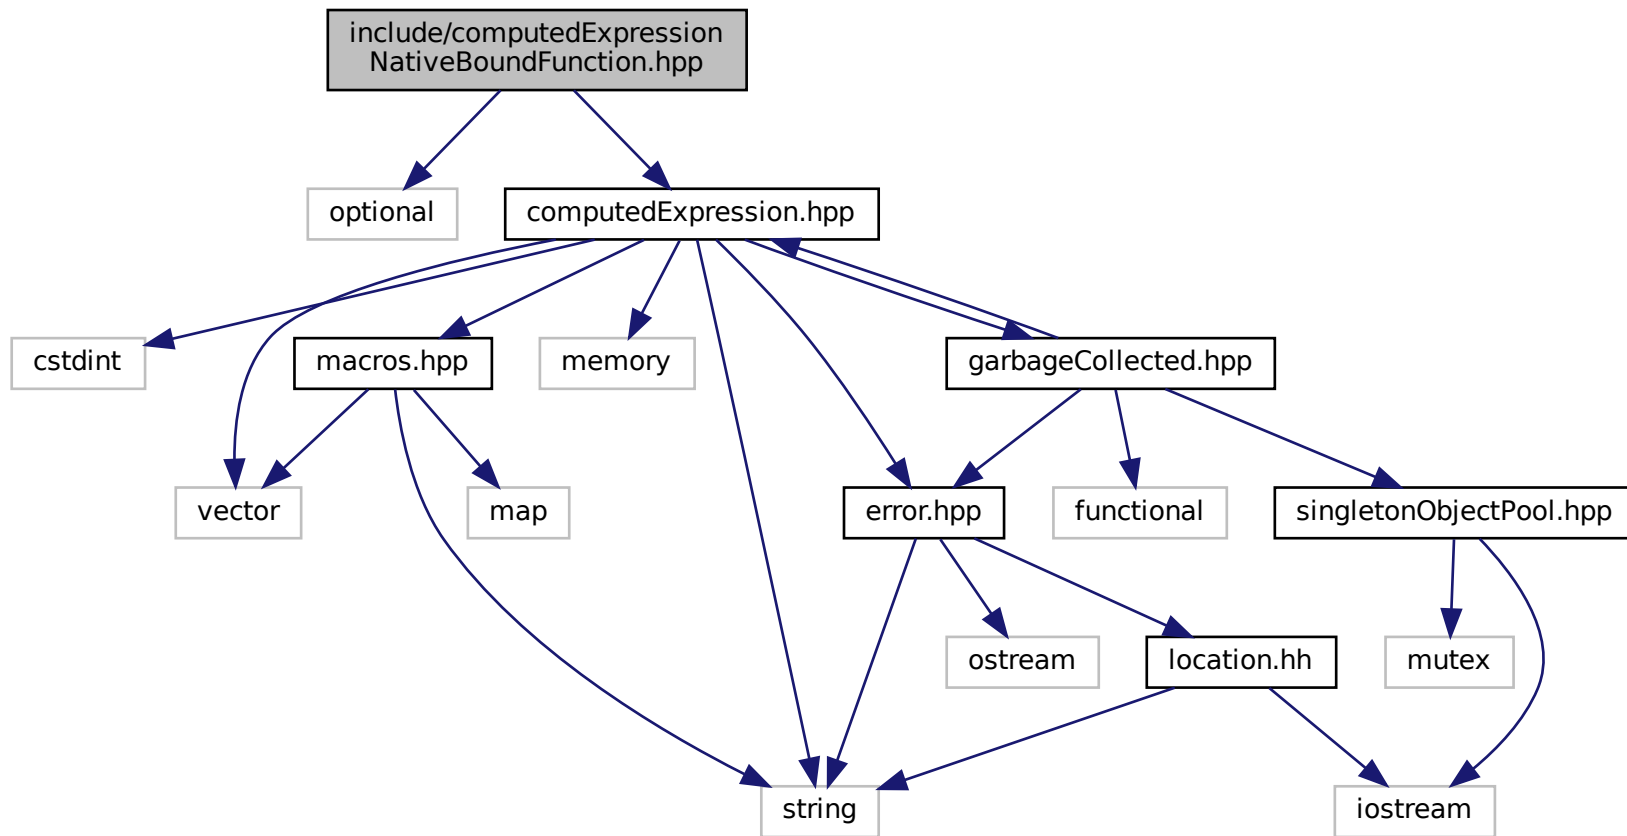 include/computedExpression
NativeBoundFunction.hpp
optional
computedExpression.hpp
cstdint
macros.hpp
memory
garbageCollected.hpp
vector
map
error.hpp
functional
singletonObjectPool.hpp
ostream
location.hh
mutex
string
iostream